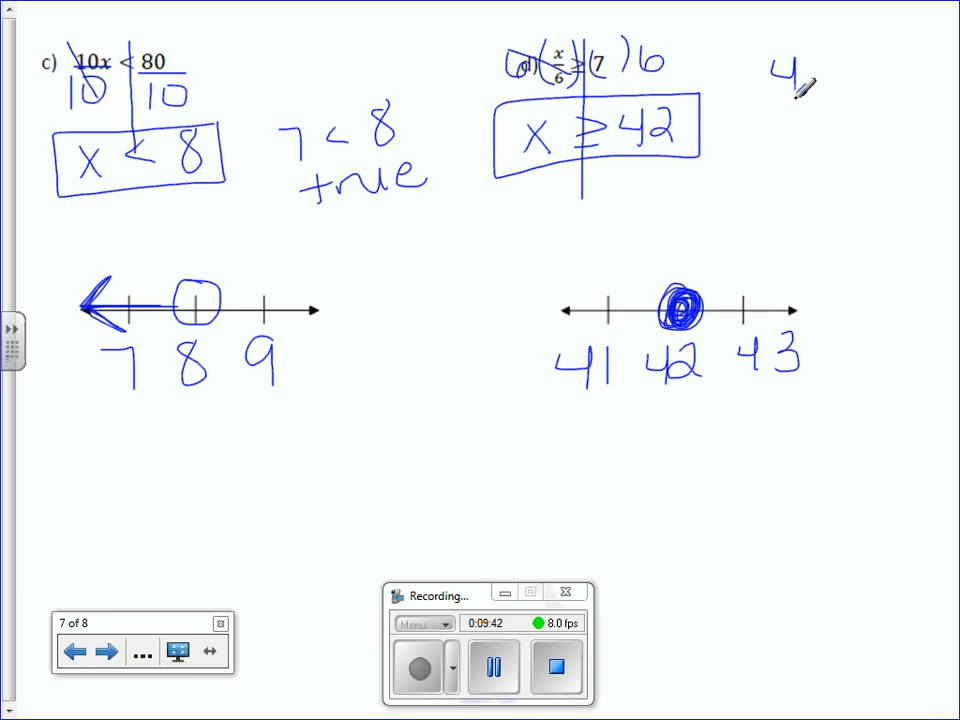 c) 10x < 80
10 10
x < 8
7 < 8
true
7 8 9
6 d) ( x/6 ) ≥ ( 7 ) 6
x ≥ 42
4
41 42 43
7 of 8
...
Recording...
Menu 0:09:42 8.0 fps